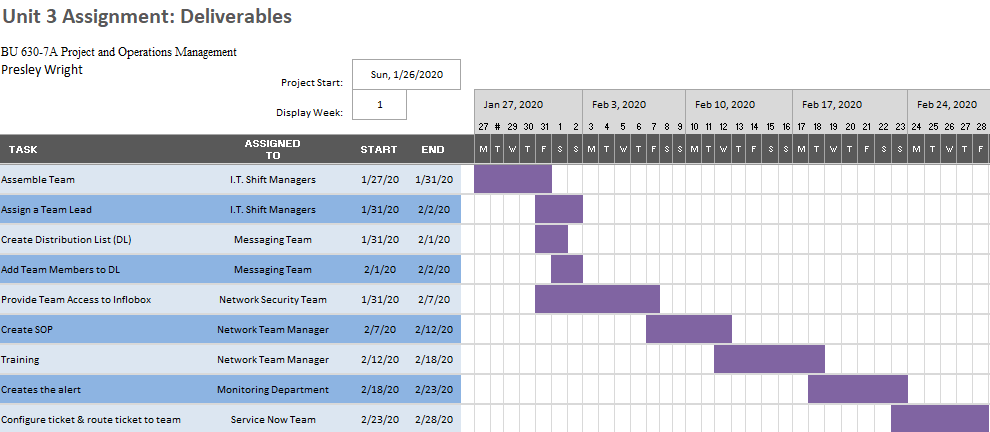 Unit 3 Assignment: Deliverables
BU 630-7A Project and Operations Management
Presley Wright
Project Start: Sun, 1/26/2020
Display Week: 1
Jan 27, 2020 Feb 3, 2020 Feb 10, 2020 Feb 17, 2020 Feb 24, 2020
27 # 29 30 31 1 2 3 4 5 6 7 8 9 10 11 12 13 14 15 16 17 18 19 20 21 22 23 24 25 26 27 28
TASK ASSIGNED TO START END M T W T F S S M T W T F S S M T W T F S S M T W T F S S M T W T F
Assemble Team I.T. Shift Managers 1/27/20 1/31/20
Assign a Team Lead I.T. Shift Managers 1/31/20 2/2/20
Create Distribution List (DL) Messaging Team 1/31/20 2/1/20
Add Team Members to DL Messaging Team 2/1/20 2/2/20
Provide Team Access to Inflobox Network Security Team 1/31/20 2/7/20
Create SOP Network Team Manager 2/7/20 2/12/20
Training Network Team Manager 2/12/20 2/18/20
Creates the alert Monitoring Department 2/18/20 2/23/20
Configure ticket & route ticket to team Service Now Team 2/23/20 2/28/20